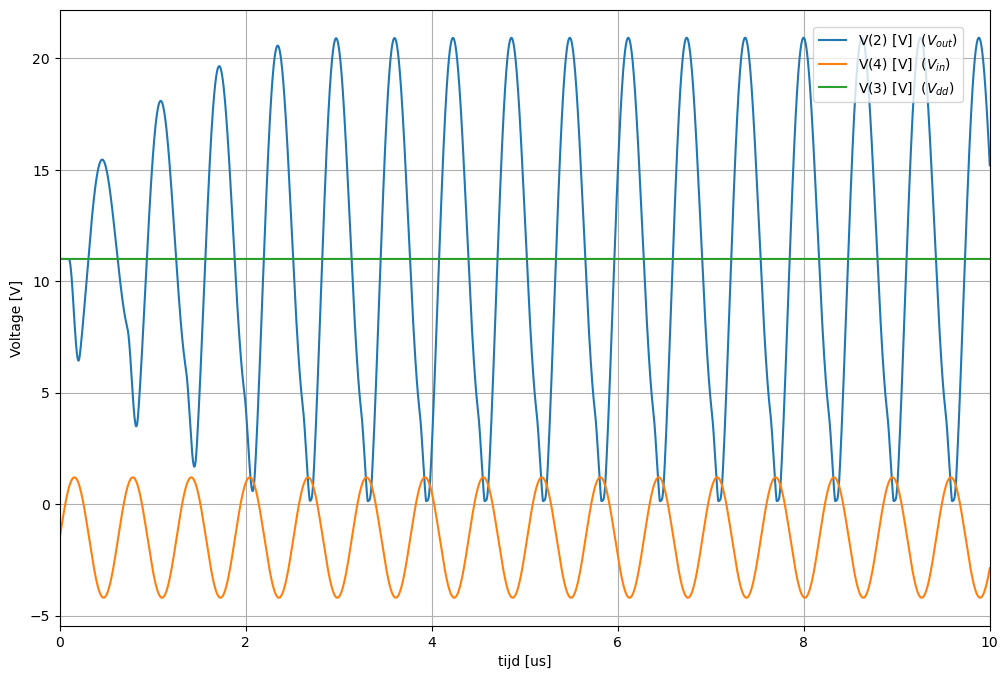 V(2) [V]  (V_out)
V(4) [V]  (V_in)
V(3) [V]  (V_dd)
20
15
10
5
0
−5
Voltage [V]
0
2
4
6
8
10
tijd [us]